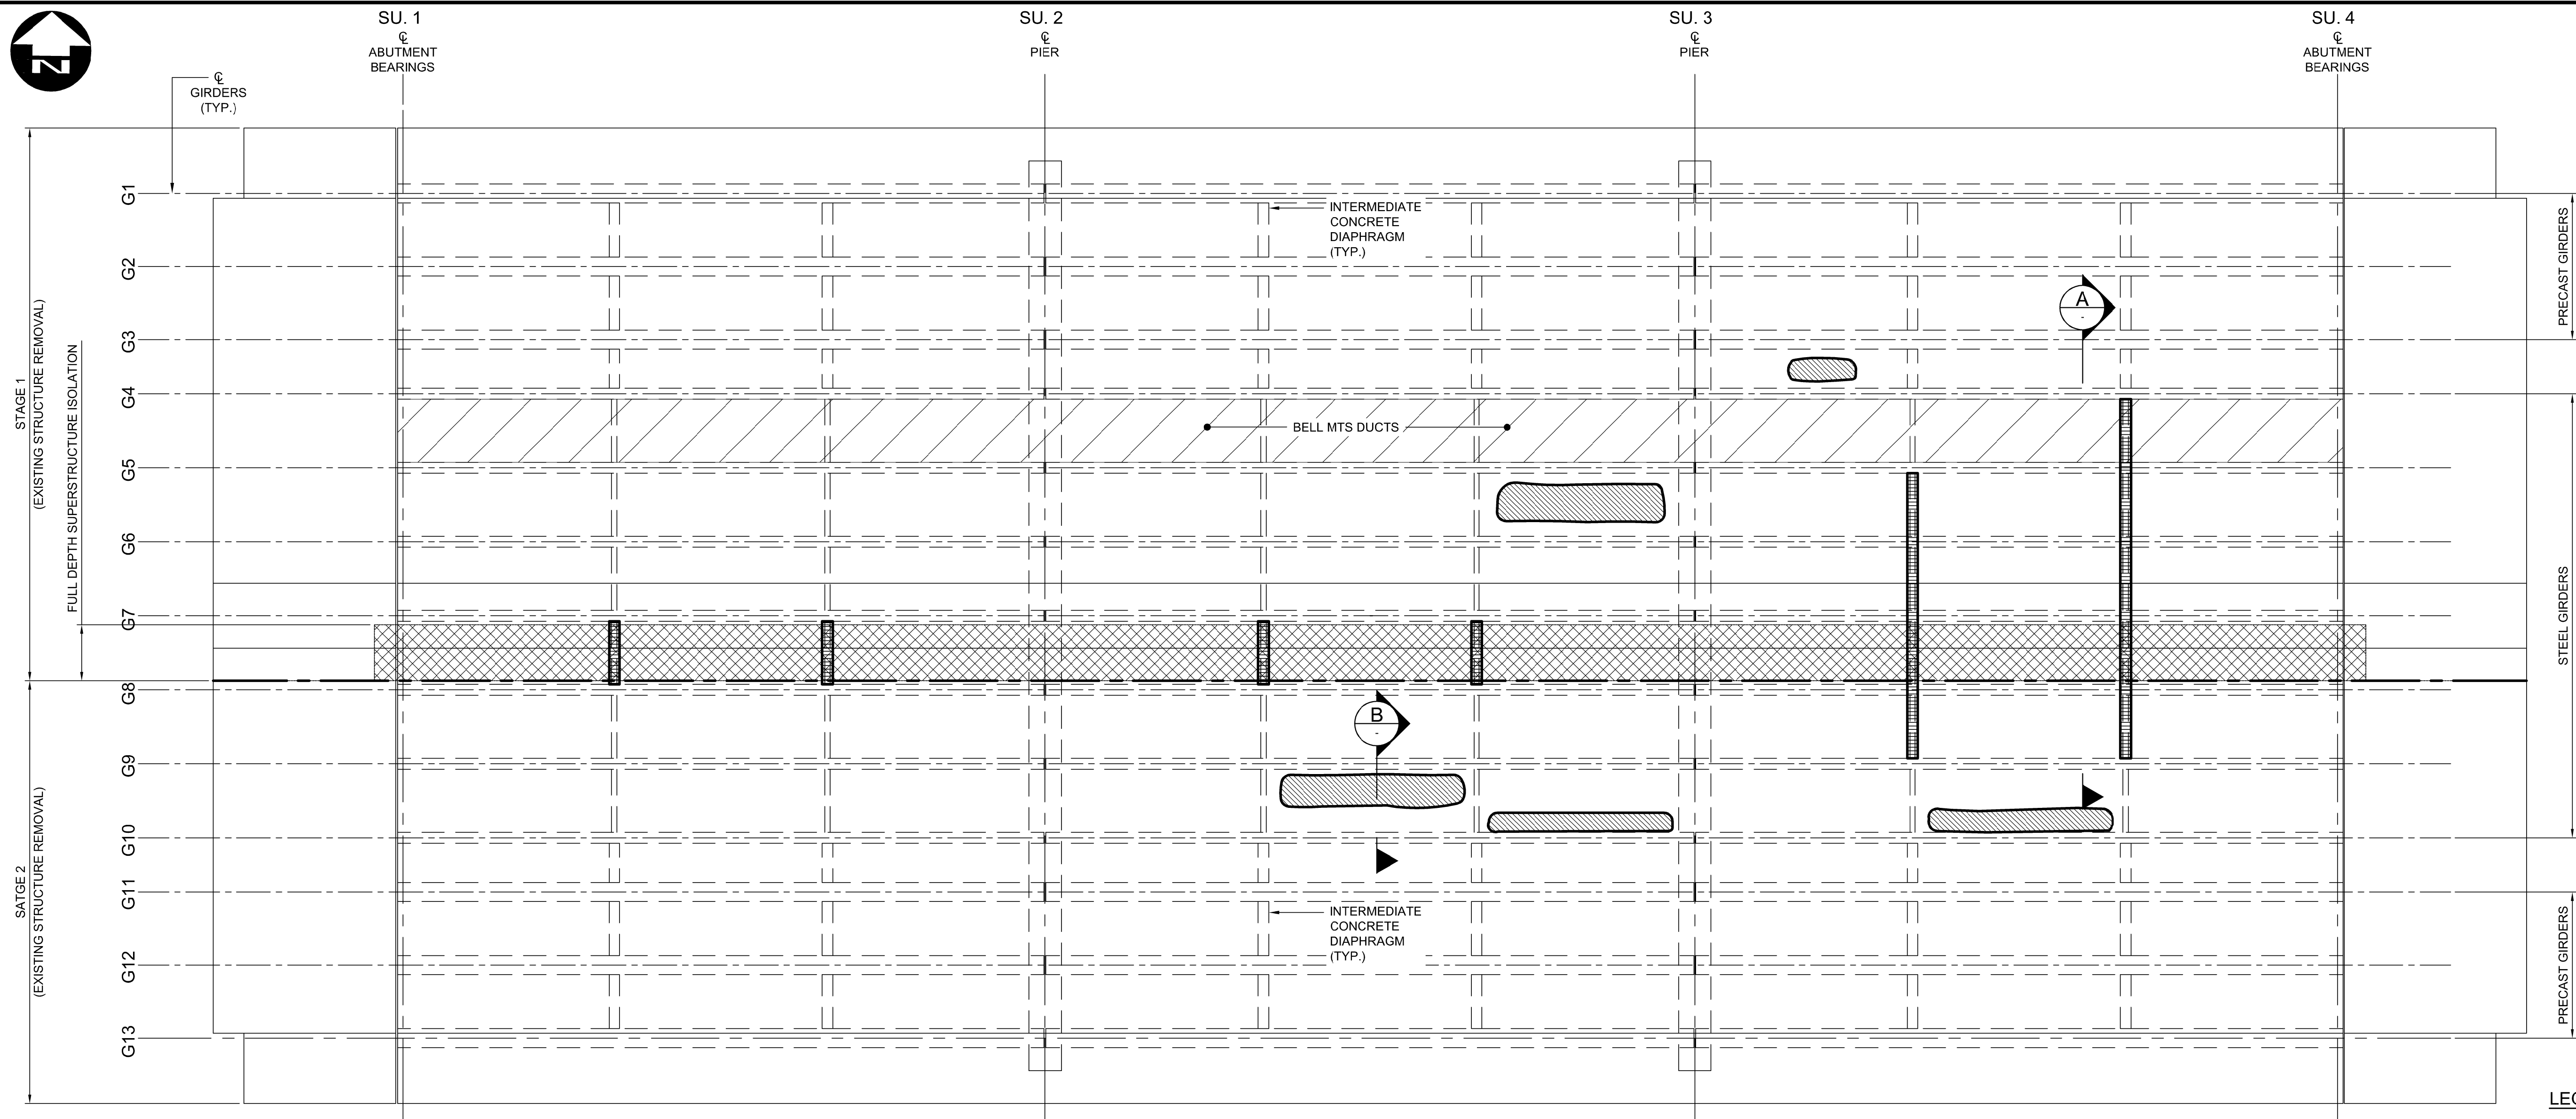 SU. 1
℄
ABUTMENT
BEARINGS
SU. 2
℄
PIER
SU. 3
℄
PIER
SU. 4
℄
ABUTMENT
BEARINGS
N
℄
GIRDERS
(TYP.)
STAGE 1
(EXISTING STRUCTURE REMOVAL)
FULL DEPTH SUPERSTRUCTURE ISOLATION
SATGE 2
(EXISTING STRUCTURE REMOVAL)
G1
G2
G3
G4
G5
G6
G7
G8
G9
G10
G11
G12
G13
INTERMEDIATE
CONCRETE
DIAPHRAGM
(TYP.)
A
-
BELL MTS DUCTS
B
-
INTERMEDIATE
CONCRETE
DIAPHRAGM
(TYP.)
PRECAST GIRDERS
STEEL GIRDERS
PRECAST GIRDERS